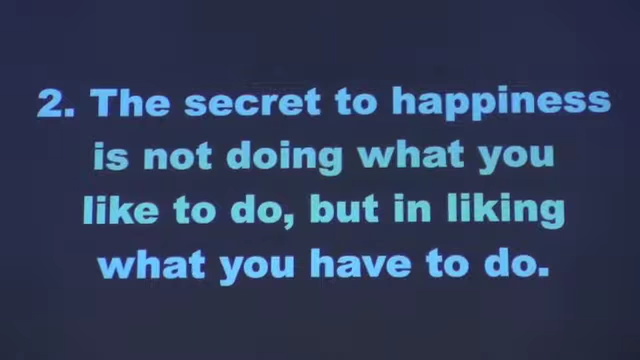 2. The secret to happiness
is not doing what you
like to do, but in liking
what you have to do.